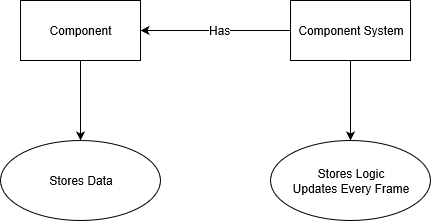 Component
Has
Component System
Stores Data
Stores Logic
Updates Every Frame